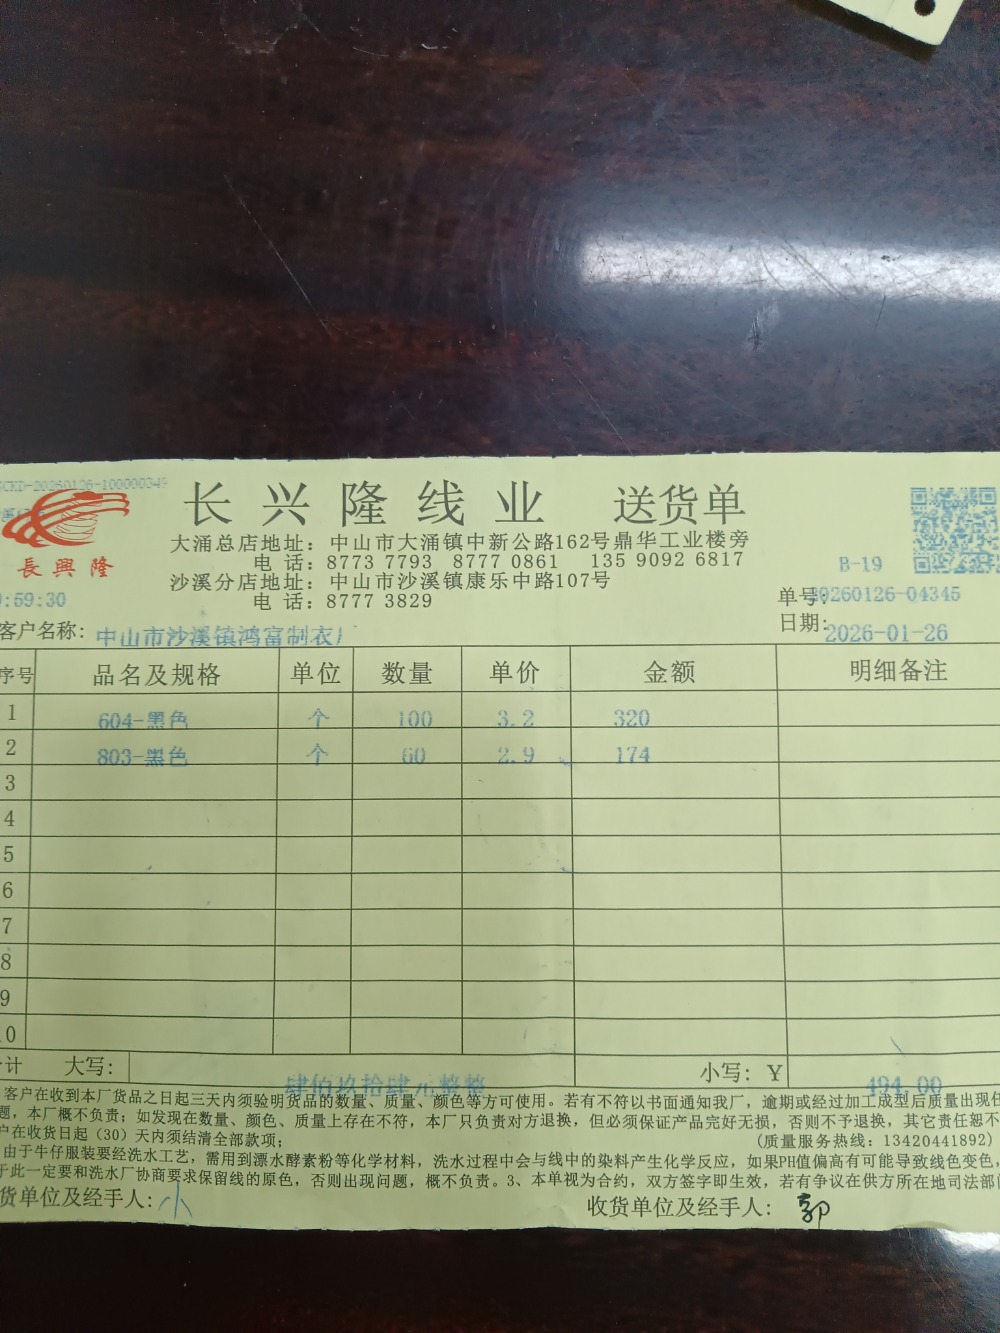 CKD-20260126-100000349
長興隆
长兴隆线业 送货单
大涌总店地址：中山市大涌镇中新公路162号鼎华工业楼旁
电 话：8773 7793 8777 0861 135 9092 6817
沙溪分店地址：中山市沙溪镇康乐中路107号
电 话：8777 3829
B-19
:59:30
单号：20260126-04345
客户名称：中山市沙溪镇鸿富制衣厂
日期：2026-01-26
序号 品名及规格 单位 数量 单价 金额 明细备注
1 604-黑色 个 100 3.2 320
2 803-黑色 个 60 2.9 174
3
4
5
6
7
8
9
10
计 大写： 肆佰玖拾肆元整整 小写：Y 494.00
客户在收到本厂货品之日起三天内须验明货品的数量、质量、颜色等方可使用。若有不符以书面通知我厂，逾期或经过加工成型后质量出现任
题，本厂概不负责；如发现在数量、颜色、质量上存在不符，本厂只负责对方退换，但必须保证产品完好无损，否则不予退换，其它责任恕不
户在收货日起（30）天内须结清全部款项； （质量服务热线：13420441892）
由于牛仔服装要经洗水工艺，需用到漂水酵素粉等化学材料，洗水过程中会与线中的染料产生化学反应，如果PH值偏高有可能导致线色变色，
于此一定要和洗水厂协商要求保留线的原色，否则出现问题，概不负责。3、本单视为合约，双方签字即生效，若有争议在供方所在地司法部门
货单位及经手人：小 收货单位及经手人：郭